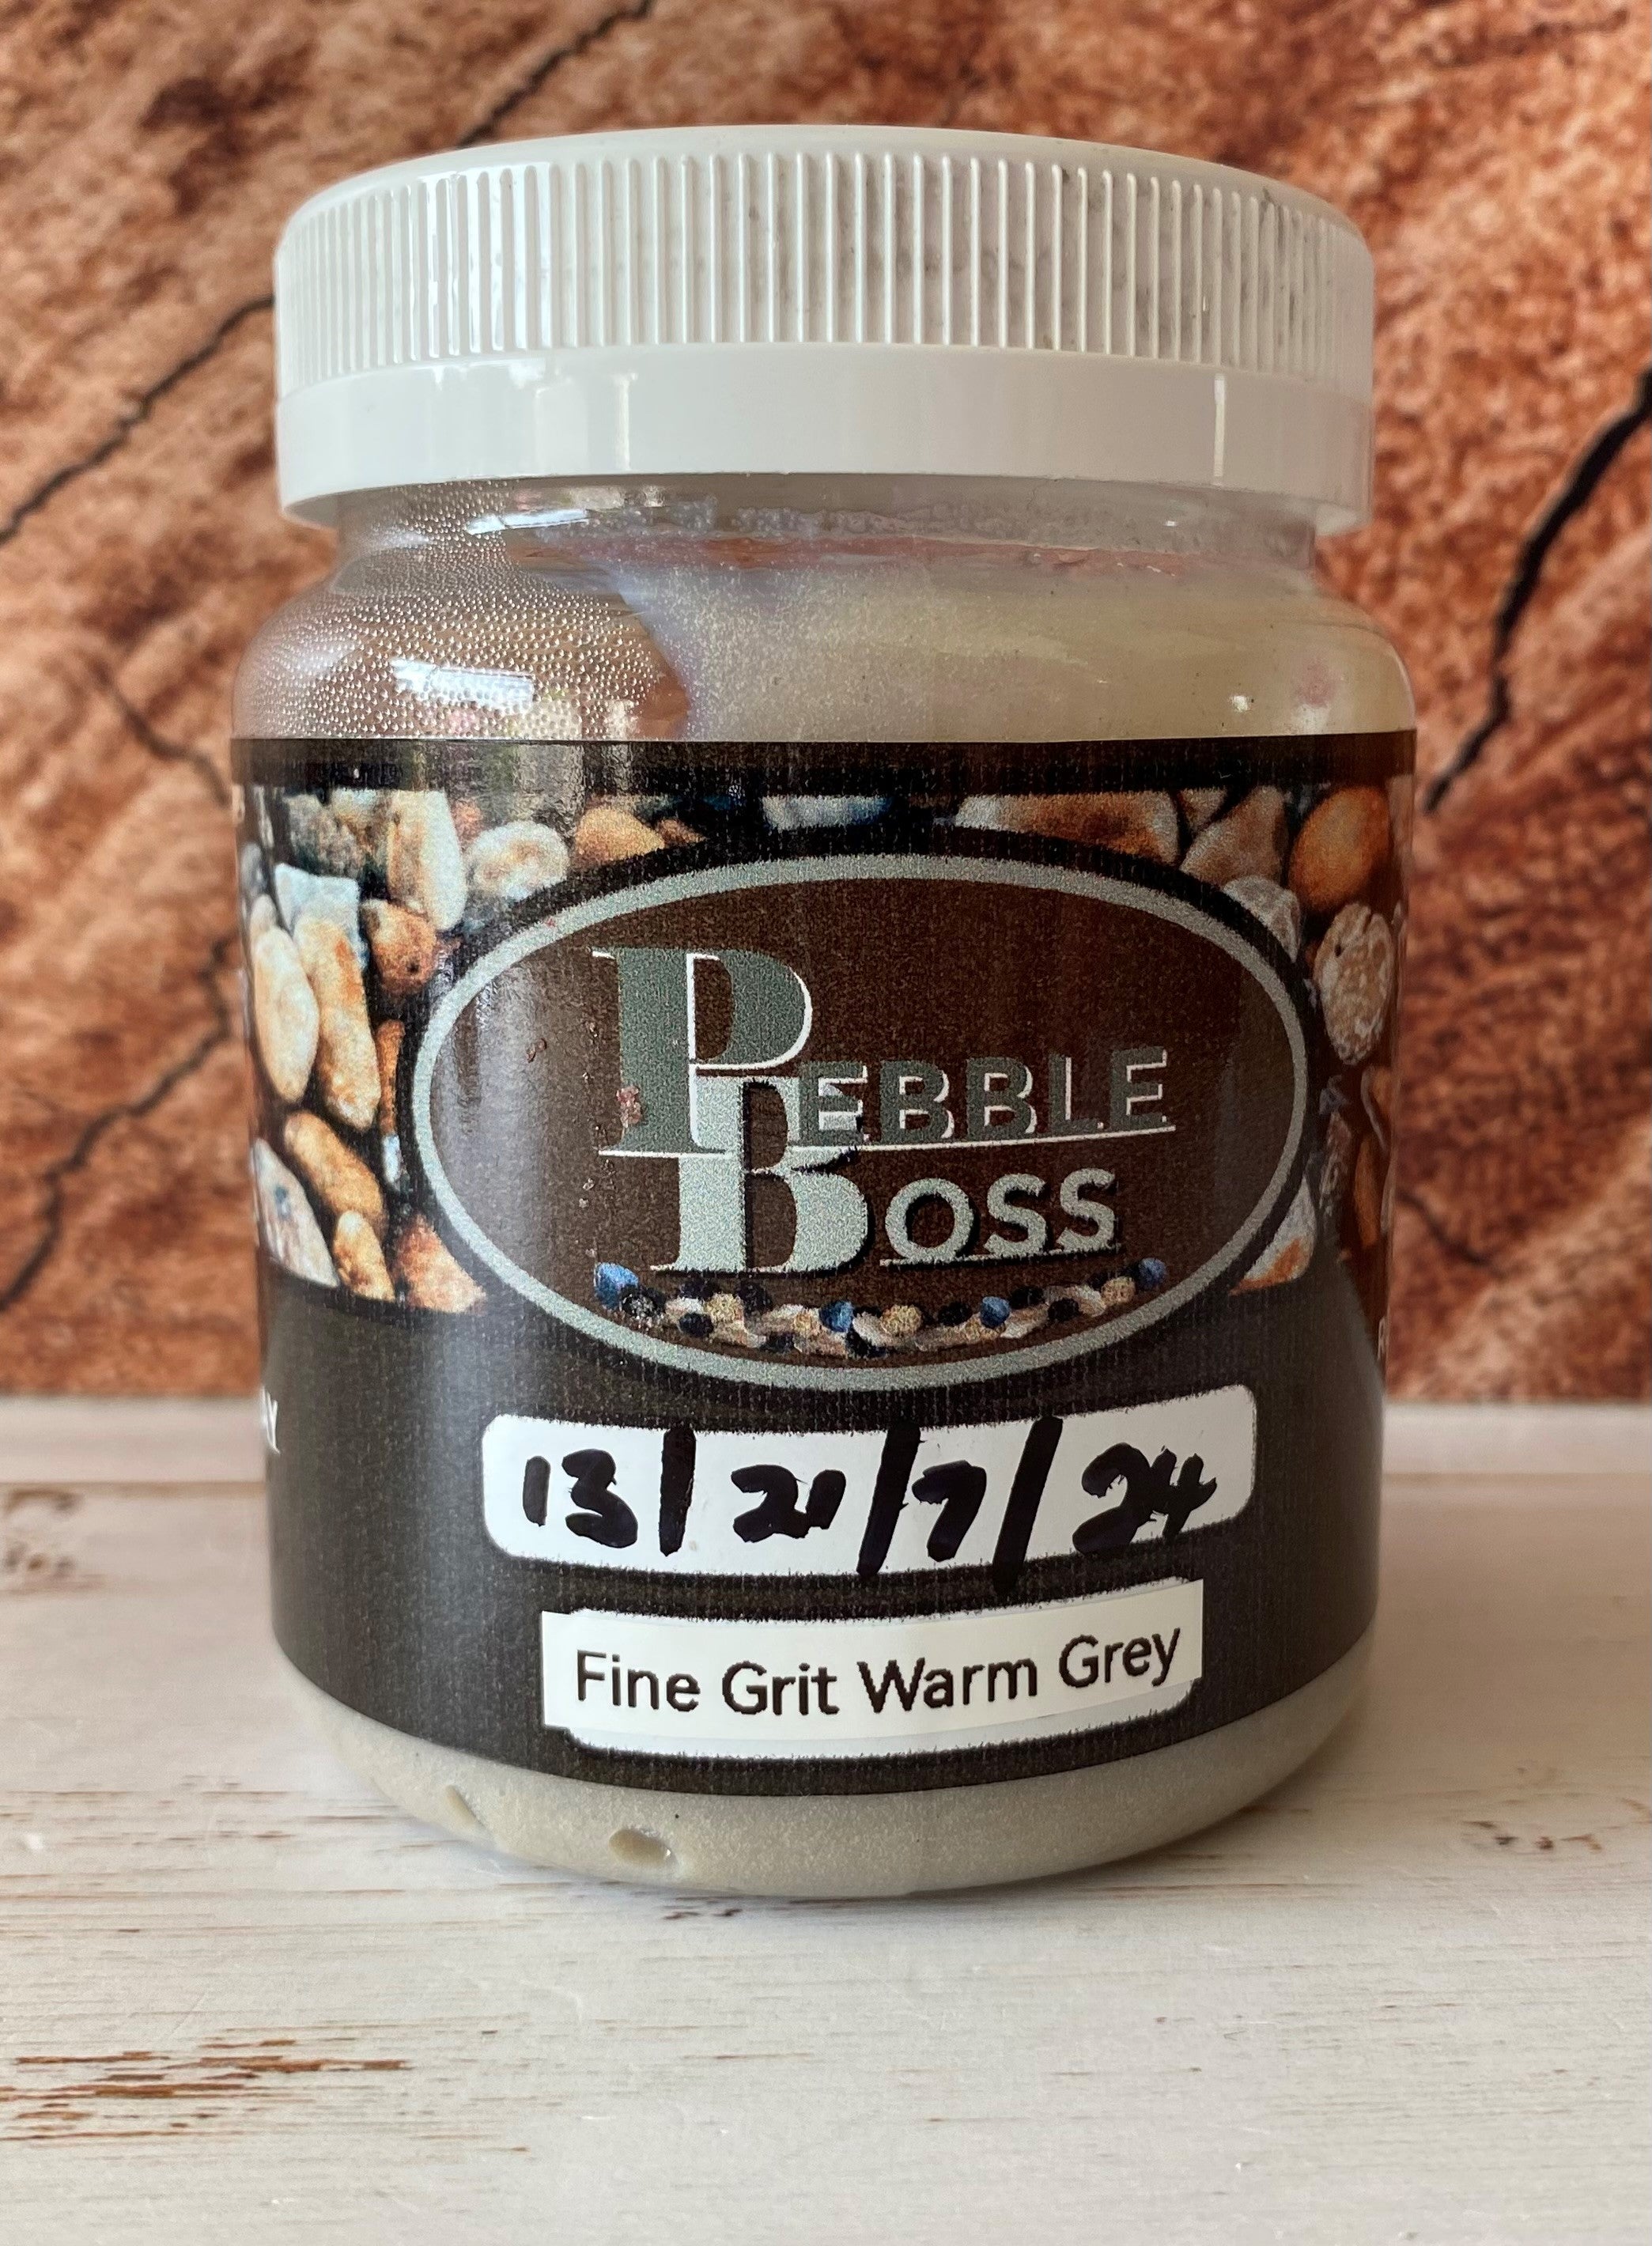 PEBBLE
BOSS
13/21/7/24
Fine Grit Warm Grey